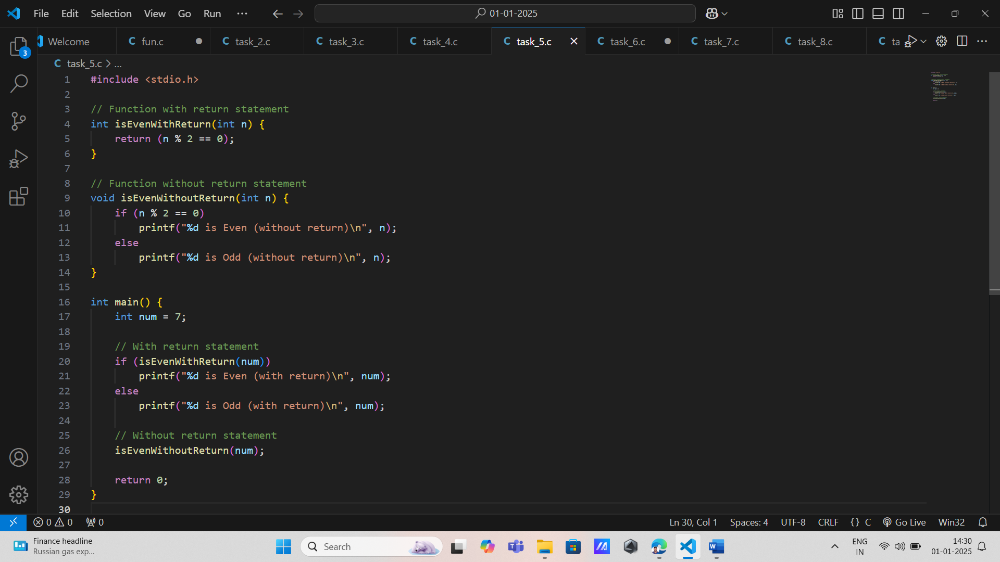 File Edit Selection View Go Run ··· 01-01-2025
Welcome fun.c task_2.c task_3.c task_4.c task_5.c task_6.c task_7.c task_8.c ta
3
C task_5.c > ...
1 #include <stdio.h>
2
3 // Function with return statement
4 int isEvenWithReturn(int n) {
5     return (n % 2 == 0);
6 }
7
8 // Function without return statement
9 void isEvenWithoutReturn(int n) {
10     if (n % 2 == 0)
11         printf("%d is Even (without return)\n", n);
12     else
13         printf("%d is Odd (without return)\n", n);
14 }
15
16 int main() {
17     int num = 7;
18
19     // With return statement
20     if (isEvenWithReturn(num))
21         printf("%d is Even (with return)\n", num);
22     else
23         printf("%d is Odd (with return)\n", num);
24
25     // Without return statement
26     isEvenWithoutReturn(num);
27
28     return 0;
29 }
30
0 0 0 Ln 30, Col 1 Spaces: 4 UTF-8 CRLF {} C Go Live Win32
Finance headline
Russian gas exp...
Search
ENG
IN
14:30
01-01-2025